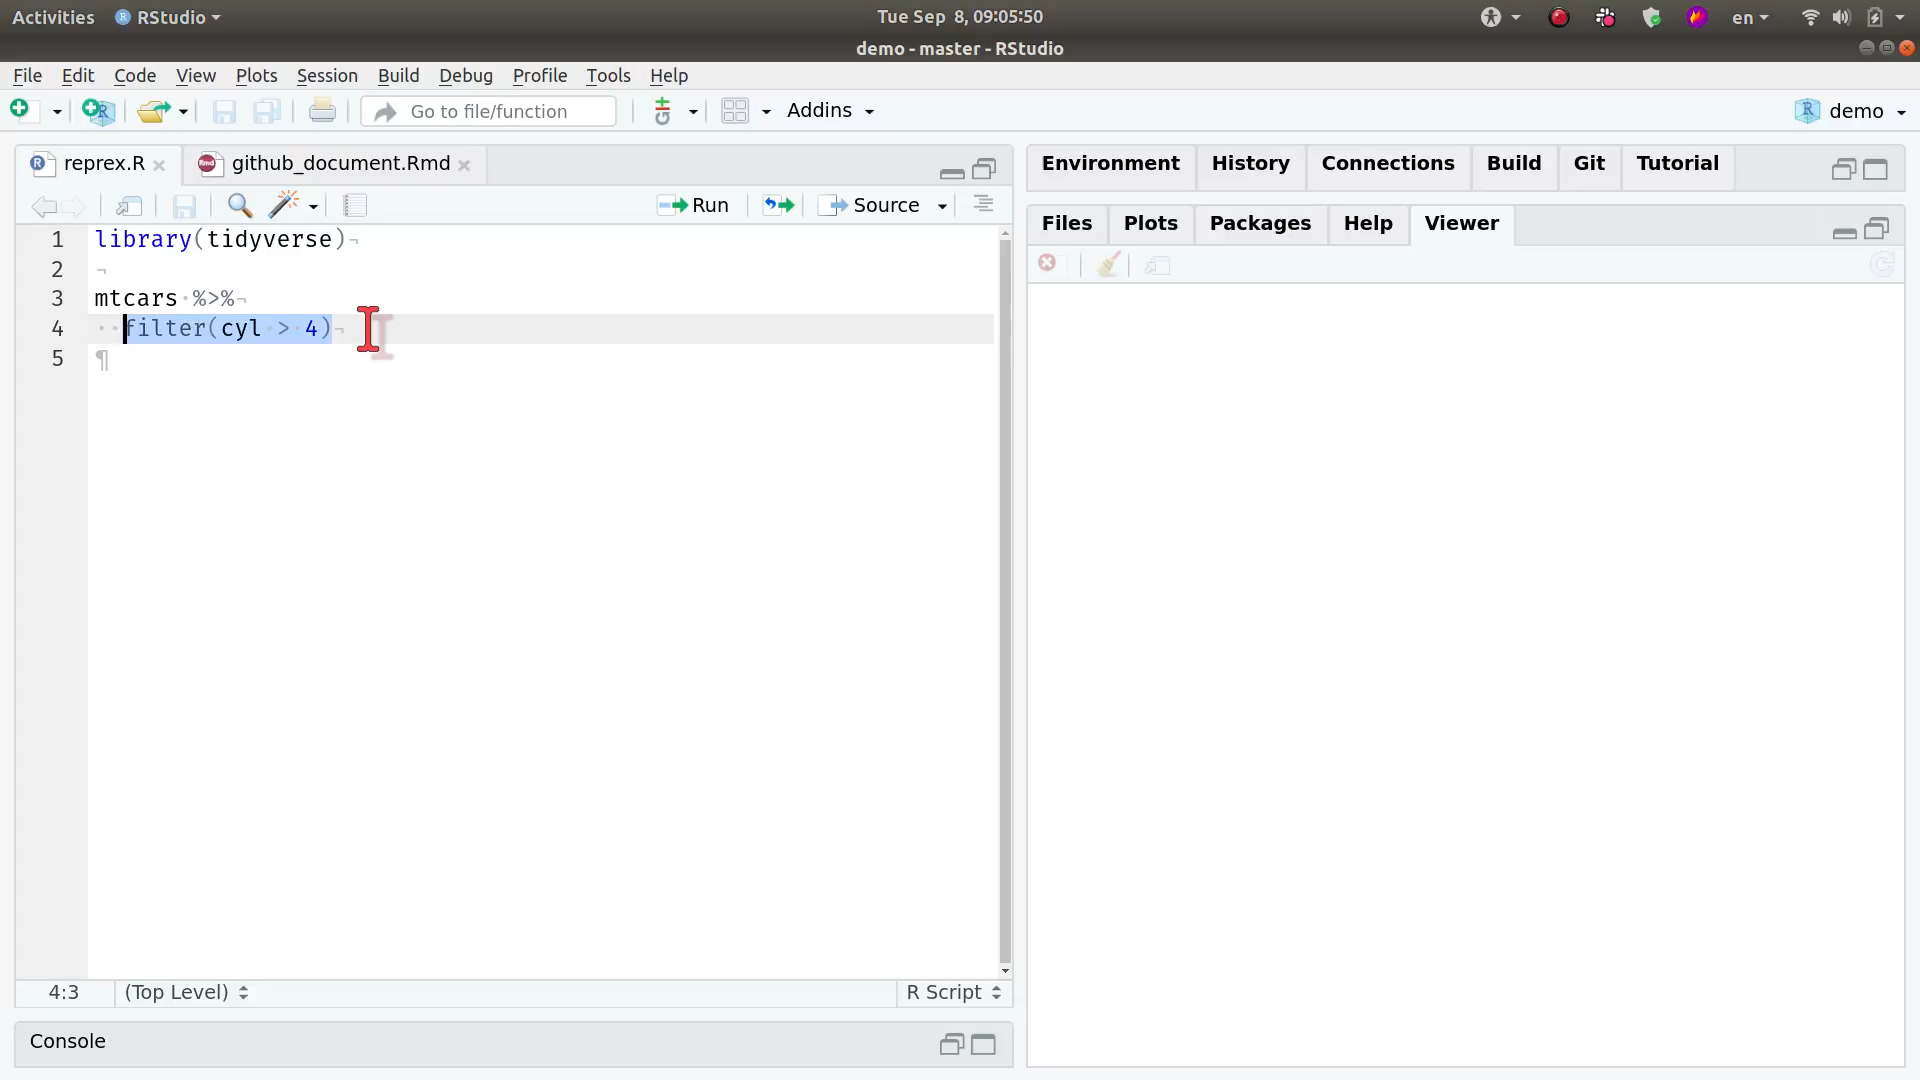 Activities RStudio Tue Sep 8, 09:05:50 en
demo - master - RStudio
File Edit Code View Plots Session Build Debug Profile Tools Help
Go to file/function Addins demo
reprex.R github_document.Rmd
Environment History Connections Build Git Tutorial
Run Source
Files Plots Packages Help Viewer
1 library(tidyverse)¬
2 ¬
3 mtcars·%>%¬
4 ··filter(cyl·>·4)¬
5 ¶
4:3 (Top Level) R Script
Console